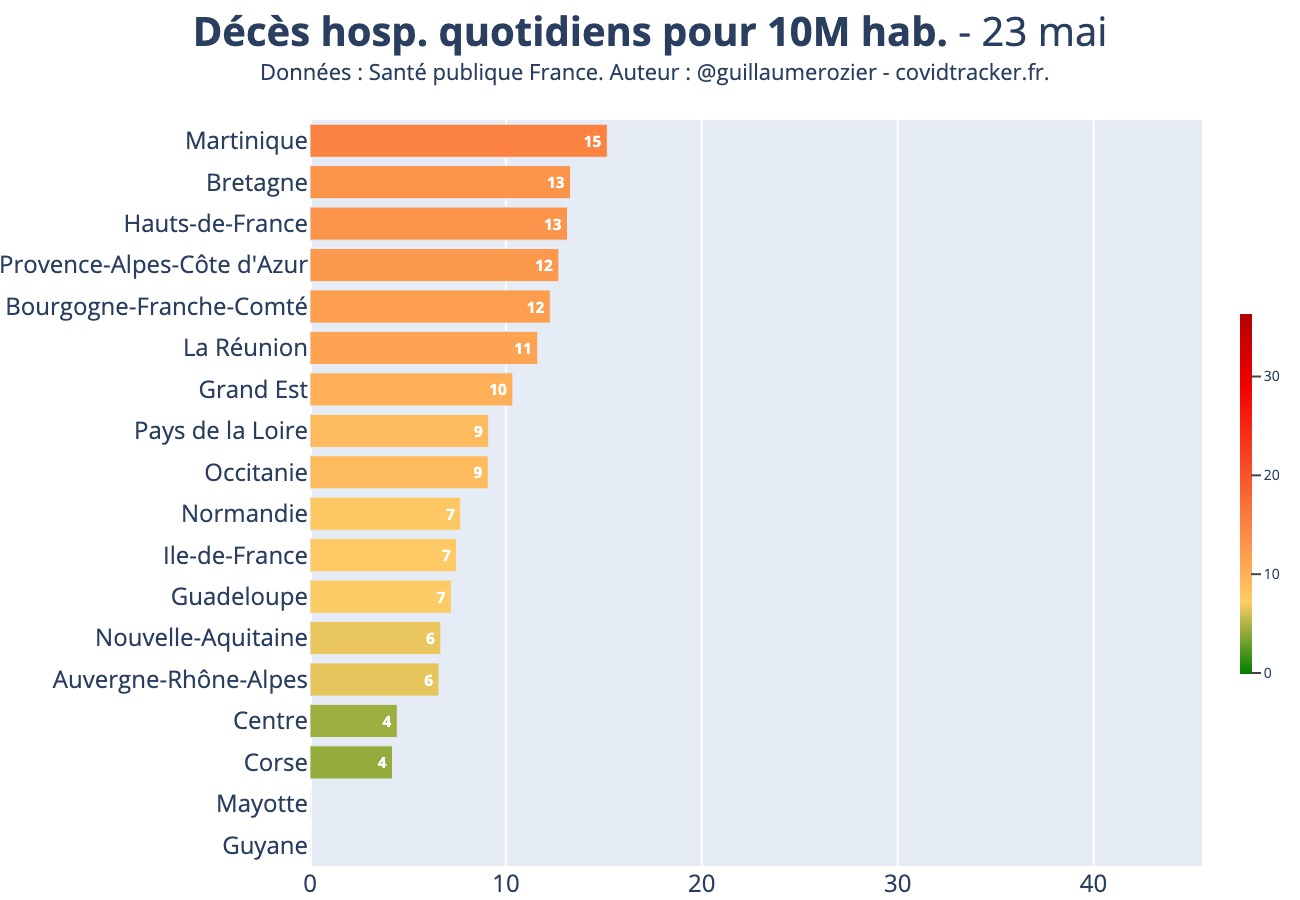 Décès hosp. quotidiens pour 10M hab. - 23 mai
Données : Santé publique France. Auteur : @guillaumerozier - covidtracker.fr.
Martinique 15
Bretagne 13
Hauts-de-France 13
Provence-Alpes-Côte d'Azur 12
Bourgogne-Franche-Comté 12
La Réunion 11
Grand Est 10
Pays de la Loire 9
Occitanie 9
Normandie 7
Ile-de-France 7
Guadeloupe 7
Nouvelle-Aquitaine 6
Auvergne-Rhône-Alpes 6
Centre 4
Corse 4
Mayotte
Guyane
0 10 20 30 40
30
20
10
0